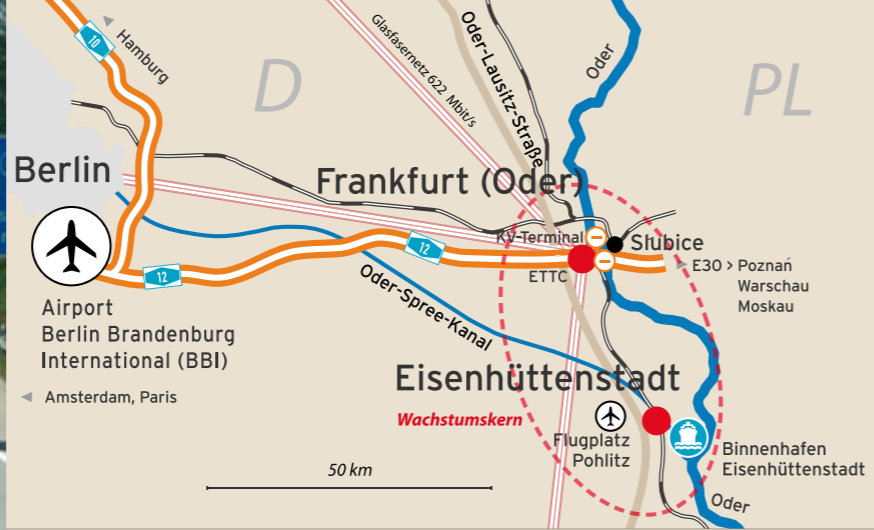 10
Hamburg
D
PL
Glasfasernetz 622 Mbit/s
Oder-Lausitz-Straße
Oder
Berlin
Frankfurt (Oder)
KV-Terminal
Słubice
12
12
ETTC
E30 > Poznań
Warschau
Moskau
Oder-Spree-Kanal
Airport
Berlin Brandenburg
International (BBI)
Amsterdam, Paris
Eisenhüttenstadt
Wachstumskern
Flugplatz
Pohlitz
Binnenhafen
Eisenhüttenstadt
50 km
Oder